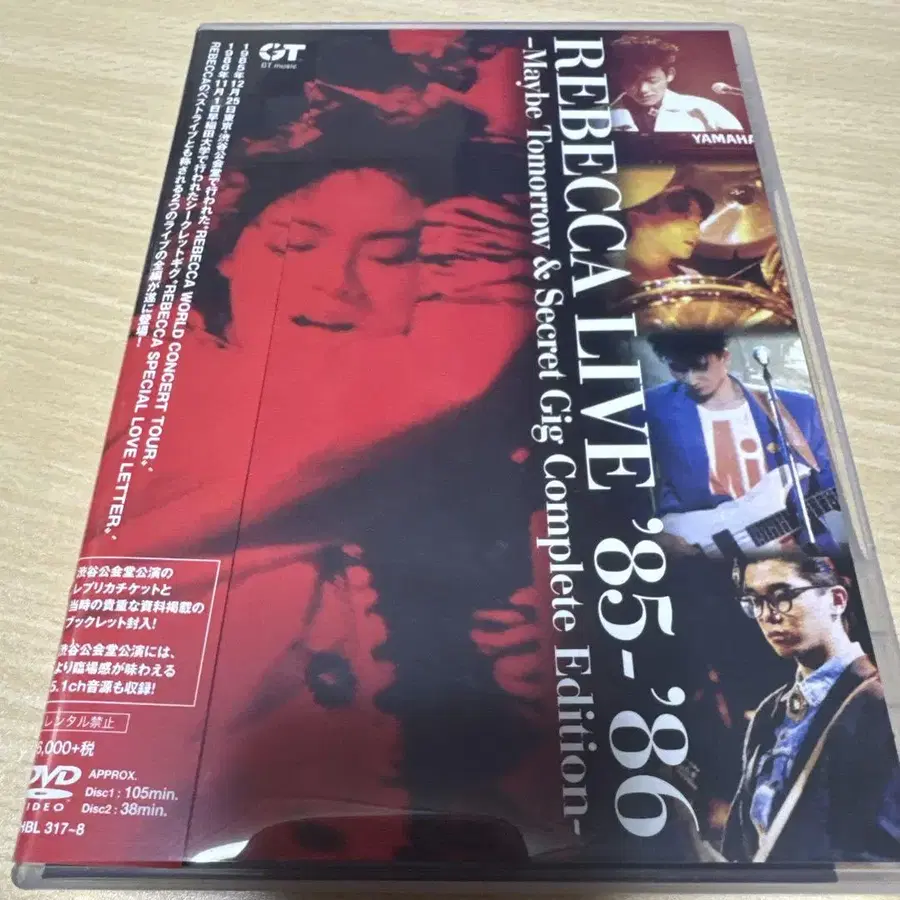 GT
GT music
REBECCA LIVE '85-'86
-Maybe Tomorrow & Secret Gig Complete Edition-
YAMAHA
1985年12月25日東京・渋谷公会堂で行われた“REBECCA WORLD CONCERT TOUR”、
1986年11月1日早稲田大学で行われたシークレットギグ“REBECCA SPECIAL LOVE LETTER”、
REBECCAのベストライブとも称される2つのライブの全貌が遂に登場!
渋谷公会堂公演の
レプリカチケットと
当時の貴重な資料掲載の
ブックレット封入!
渋谷公会堂公演には、
より臨場感が味わえる
5.1ch音源も収録!
レンタル禁止
6,000+税
DVD
VIDEO
APPROX.
Disc1 : 105min.
Disc2 : 38min.
HBL 317~8